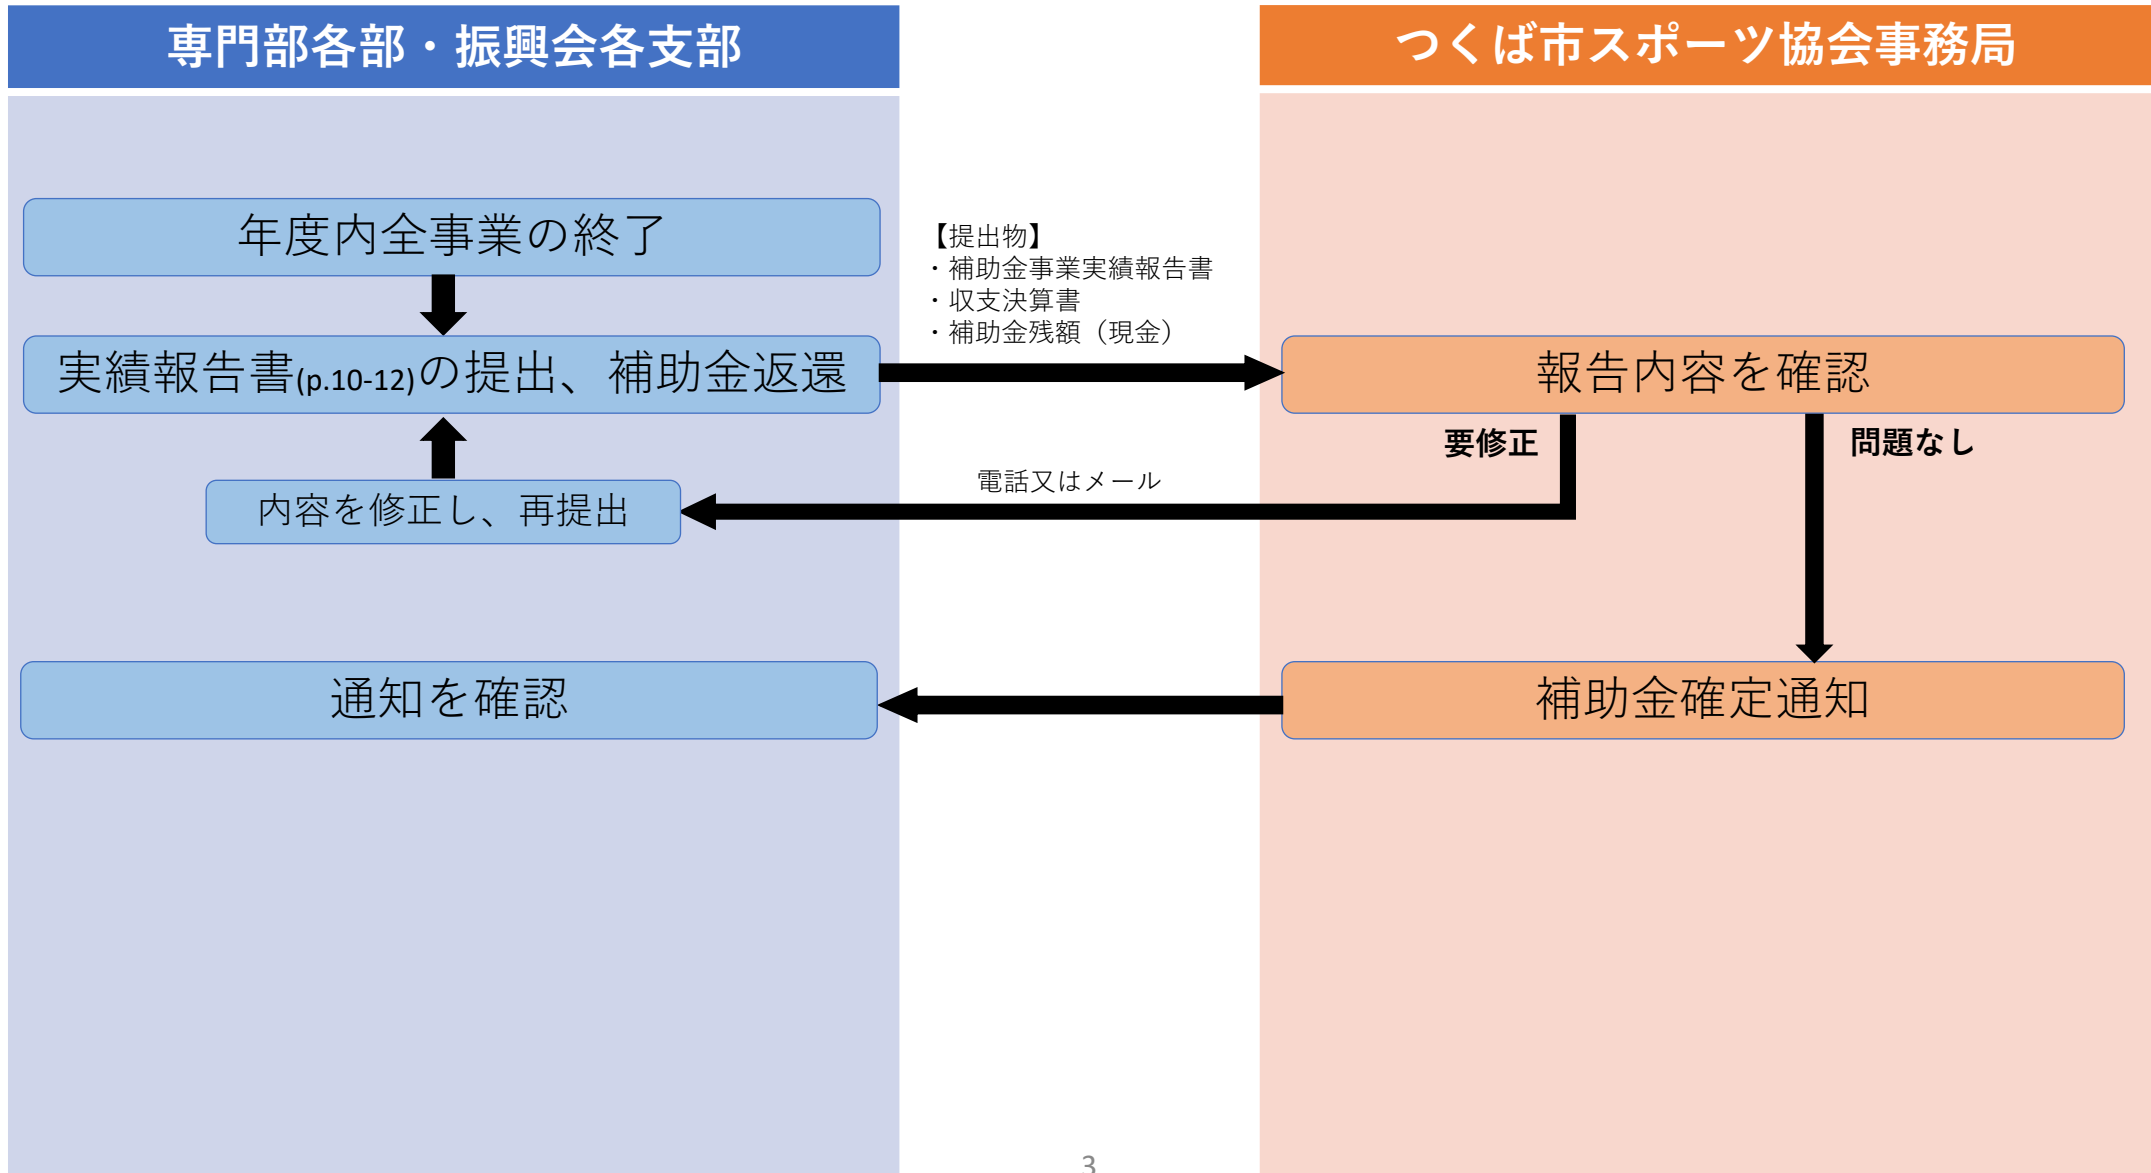 専門部各部・振興会各支部
つくば市スポーツ協会事務局
年度内全事業の終了
【提出物】
・補助金事業実績報告書
・収支決算書
・補助金残額（現金）
実績報告書(p.10-12)の提出、補助金返還
報告内容を確認
要修正
問題なし
電話又はメール
内容を修正し、再提出
通知を確認
補助金確定通知
3